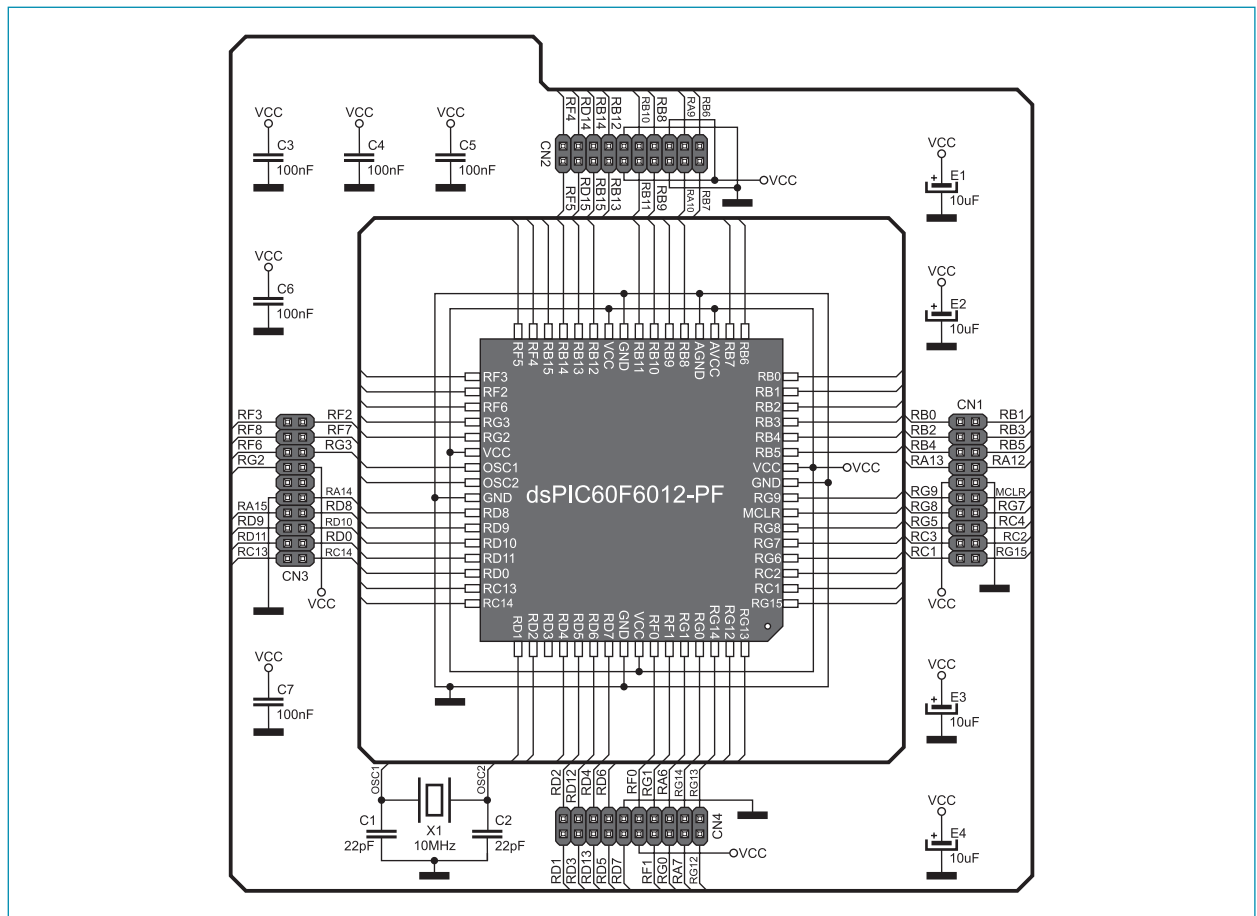 VCC
C3
100nF
VCC
C4
100nF
VCC
C5
100nF
RF4
RD14
RB14
RB12
RB10
RB8
RA9
RB6
CN2
VCC
RF5
RD15
RB15
RB13
RB11
RB9
RA10
RB7
VCC
+
E1
10uF
VCC
C6
100nF
VCC
+
E2
10uF
RF5
RF4
RB15
RB14
RB13
RB12
VCC
GND
RB11
RB10
RB9
RB8
AGND
AVCC
RB7
RB6
RF3
RF2
RF6
RG3
RG2
VCC
OSC1
OSC2
GND
RD8
RD9
RD10
RD11
RD0
RC13
RC14
dsPIC60F6012-PF
RB0
RB1
RB2
RB3
RB4
RB5
VCC
GND
RG9
MCLR
RG8
RG7
RG6
RC2
RC1
RG15
VCC
RD1
RD2
RD3
RD4
RD5
RD6
RD7
GND
VCC
RF0
RF1
RG1
RG0
RG14
RG12
RG13
RF3 RF2
RF8 RF7
RF6 RG3
RG2
RA14
RA15 RD8
RD9 RD10
RD11 RD0
RC13 RC14
CN3
VCC
CN1
RB0 RB1
RB2 RB3
RB4 RB5
RA13 RA12
RG9 MCLR
RG8 RG7
RG5 RC4
RC3 RC2
RC1 RG15
VCC
VCC
C7
100nF
VCC
+
E3
10uF
OSC1
OSC2
C1
22pF
X1
10MHz
C2
22pF
RD2
RD12
RD4
RD6
RF0
RG1
RA6
RG14
RG13
CN4
VCC
RD1
RD3
RD13
RD5
RD7
RF1
RG0
RA7
RG12
VCC
+
E4
10uF